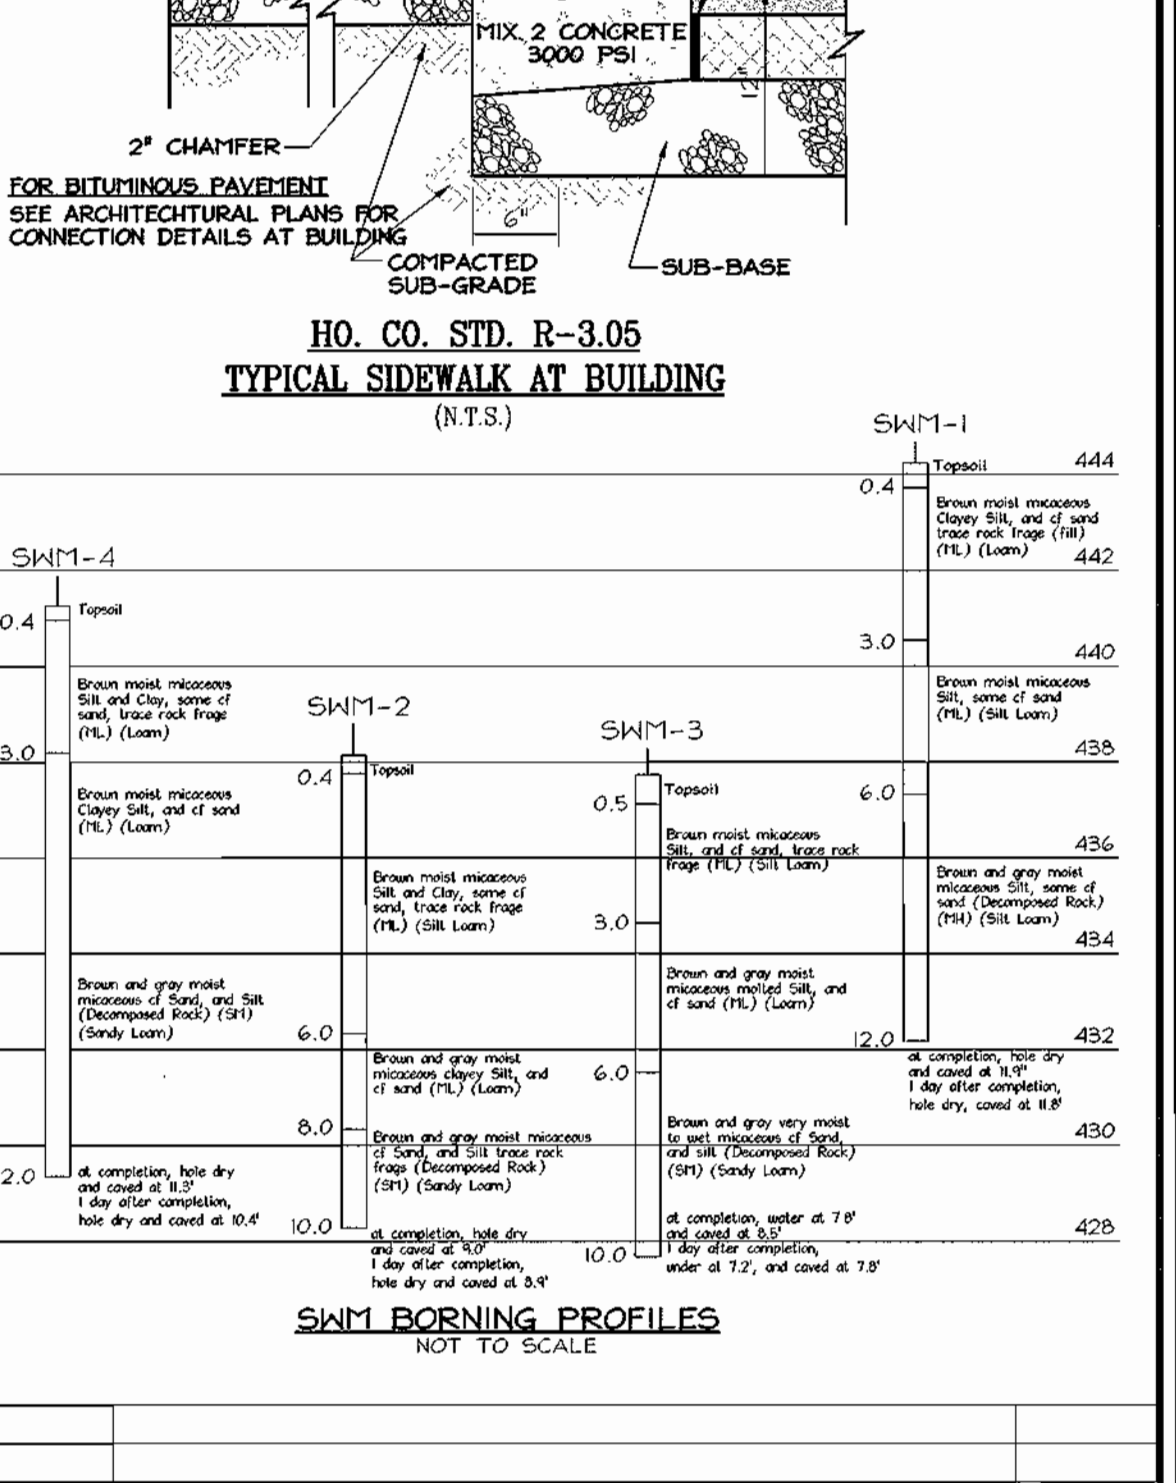 MIX. 2 CONCRETE
3000 PSI
12"
2" CHAMFER
FOR BITUMINOUS PAVEMENT
SEE ARCHITECHTURAL PLANS FOR
CONNECTION DETAILS AT BUILDING
6"
COMPACTED
SUB-GRADE
SUB-BASE
HO. CO. STD. R-3.05
TYPICAL SIDEWALK AT BUILDING
(N.T.S.)
SWM-1
Topsoil
444
0.4
Brown moist micaceous
Clayey Silt, and cf sand
trace rock frage (fill)
(ML) (Loam)
442
3.0
440
Brown moist micaceous
Silt, some cf sand
(ML) (Silt Loam)
438
6.0
436
Brown and gray moist
micaceous Silt, some cf
sand (Decomposed Rock)
(MH) (Silt Loam)
434
12.0
432
at completion, hole dry
and caved at 11.9"
1 day after completion,
hole dry, caved at 11.8'
430
428
SWM-4
Topsoil
0.4
Brown moist micaceous
Silt and Clay, some cf
sand, trace rock frage
(ML) (Loam)
3.0
Brown moist micaceous
Clayey Silt, and cf sand
(ML) (Loam)
Brown and gray moist
micaceous cf Sand, and Silt
(Decomposed Rock) (SM)
(Sandy Loam)
2.0
at completion, hole dry
and caved at 11.3'
1 day after completion,
hole dry and caved at 10.4'
SWM-2
0.4
Topsoil
Brown moist micaceous
Silt and Clay, some cf
sand, trace rock frage
(ML) (Silt Loam)
6.0
Brown and gray moist
micaceous clayey Silt, and
cf sand (ML) (Loam)
8.0
Brown and gray moist micaceous
cf Sand, and Silt trace rock
frags (Decomposed Rock)
(SM) (Sandy Loam)
10.0
at completion, hole dry
and caved at 9.0'
1 day after completion,
hole dry and caved at 8.9'
SWM-3
Topsoil
0.5
Brown moist micaceous
Silt, and cf sand, trace rock
frage (ML) (Silt Loam)
3.0
Brown and gray moist
micaceous molted Silt, and
cf sand (ML) (Loam)
6.0
Brown and gray very moist
to wet micaceous cf Sand,
and silt (Decomposed Rock)
(SM) (Sandy Loam)
at completion, water at 7 8'
and caved at 8.5'
10.0
1 day after completion,
under at 7.2', and caved at 7.8'
SWM BORNING PROFILES
NOT TO SCALE